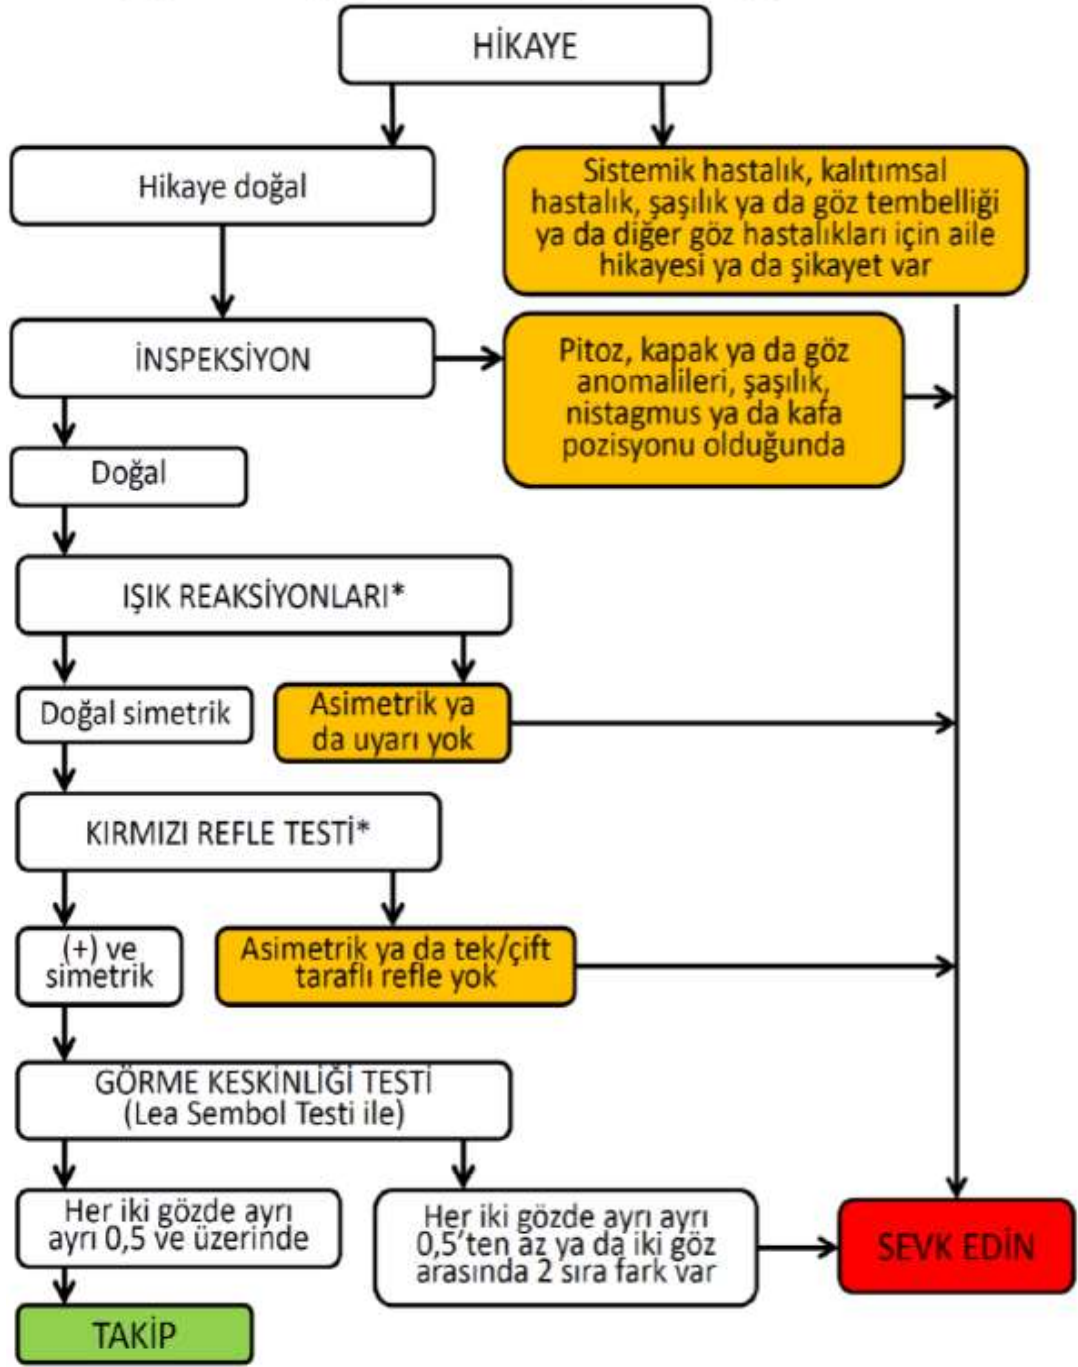 HİKAYE
Hikaye doğal
Sistemik hastalık, kalıtımsal
hastalık, şaşılık ya da göz tembelliği
ya da diğer göz hastalıkları için aile
hikayesi ya da şikayet var
İNSPEKSİYON
Pitoz, kapak ya da göz
anomalileri, şaşılık,
nistagmus ya da kafa
pozisyonu olduğunda
Doğal
IŞIK REAKSİYONLARI*
Doğal simetrik
Asimetrik ya
da uyarı yok
KIRMIZI REFLE TESTİ*
(+) ve
simetrik
Asimetrik ya da tek/çift
taraflı refle yok
GÖRME KESKİNLİĞİ TESTİ
(Lea Sembol Testi ile)
Her iki gözde ayrı
ayrı 0,5 ve üzerinde
Her iki gözde ayrı ayrı
0,5'ten az ya da iki göz
arasında 2 sıra fark var
SEVK EDİN
TAKİP